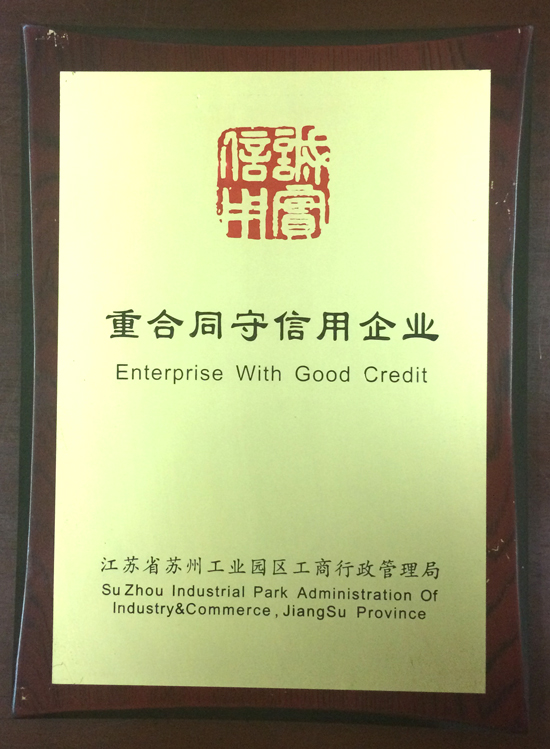 誠實
信用
重合同守信用企业
Enterprise With Good Credit
江苏省苏州工业园区工商行政管理局
SuZhou Industrial Park Administration Of
Industry&Commerce,JiangSu Province